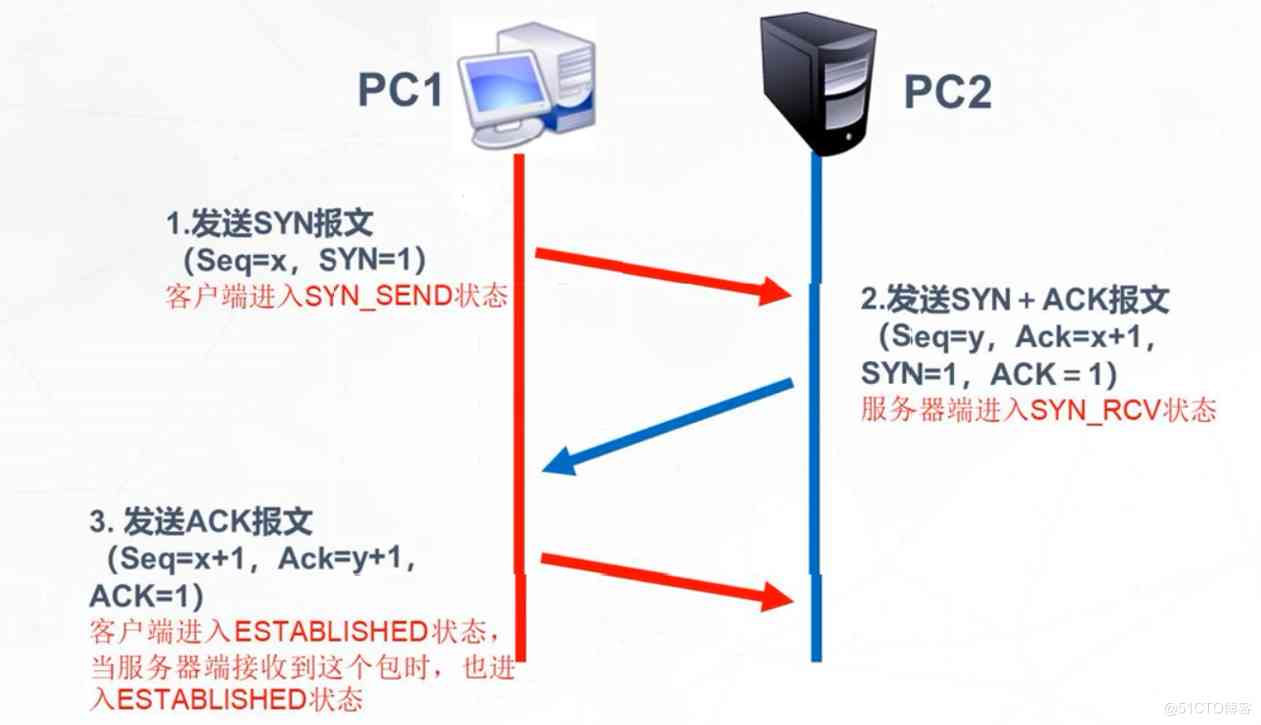 PC1
PC2
1.发送SYN报文
（Seq=x，SYN=1）
客户端进入SYN_SEND状态
2.发送SYN＋ACK报文
（Seq=y，Ack=x+1，
SYN=1，ACK＝1）
服务器端进入SYN_RCV状态
3. 发送ACK报文
（Seq=x+1，Ack=y+1，
ACK=1）
客户端进入ESTABLISHED状态，
当服务器端接收到这个包时，也进
入ESTABLISHED状态
@51CTO博客